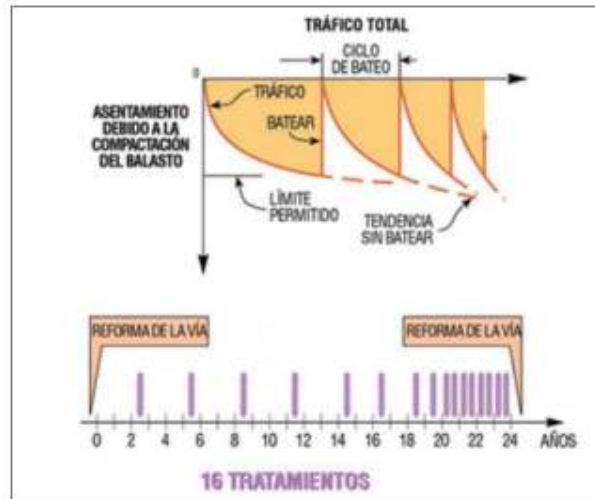 TRÁFICO TOTAL
CICLO
DE BATEO
0
TRÁFICO
ASENTAMIENTO
DEBIDO A LA
COMPACTACIÓN
DEL BALASTO
BATEAR
LÍMITE
PERMITIDO
TENDENCIA
SIN BATEAR
REFORMA DE LA VÍA
REFORMA DE LA VÍA
0 2 4 6 8 10 12 14 16 18 20 22 24 AÑOS
16 TRATAMIENTOS